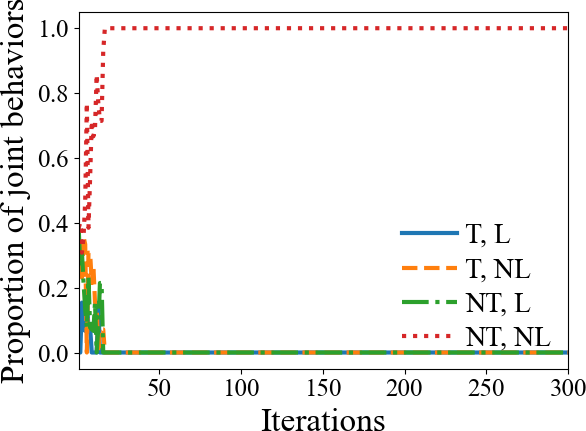 Proportion of joint behaviors
1.0
0.8
0.6
0.4
0.2
0.0
T, L
T, NL
NT, L
NT, NL
50 100 150 200 250 300
Iterations